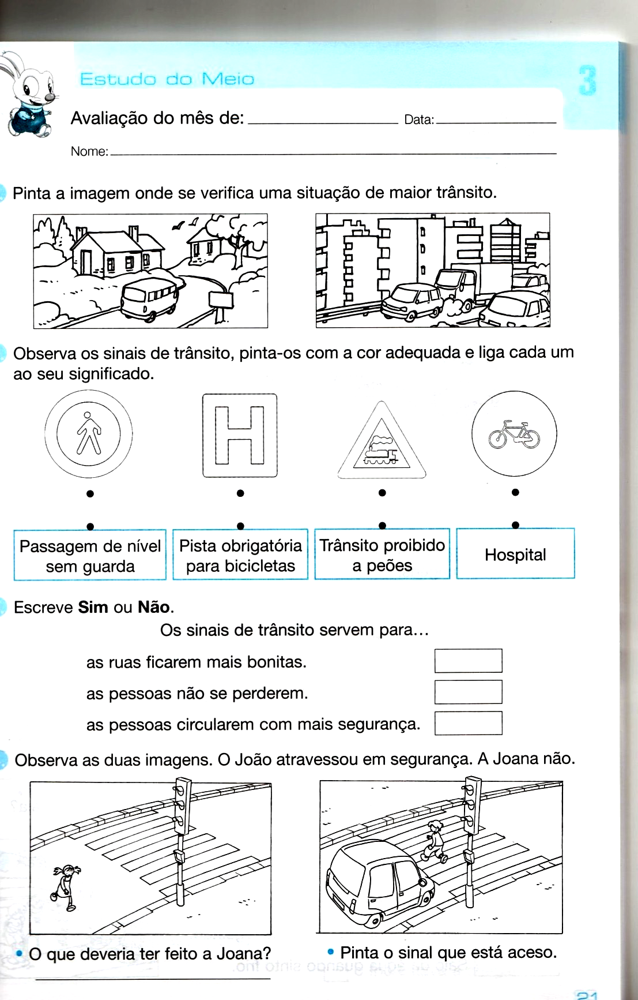 Estudo do Meio
3
Avaliação do mês de:
Data:
Nome:
Pinta a imagem onde se verifica uma situação de maior trânsito.
Observa os sinais de trânsito, pinta-os com a cor adequada e liga cada um
ao seu significado.
H
Passagem de nível
sem guarda
Pista obrigatória
para bicicletas
Trânsito proibido
a peões
Hospital
Escreve Sim ou Não.
Os sinais de trânsito servem para...
as ruas ficarem mais bonitas.
as pessoas não se perderem.
as pessoas circularem com mais segurança.
Observa as duas imagens. O João atravessou em segurança. A Joana não.
• O que deveria ter feito a Joana?
• Pinta o sinal que está aceso.
21